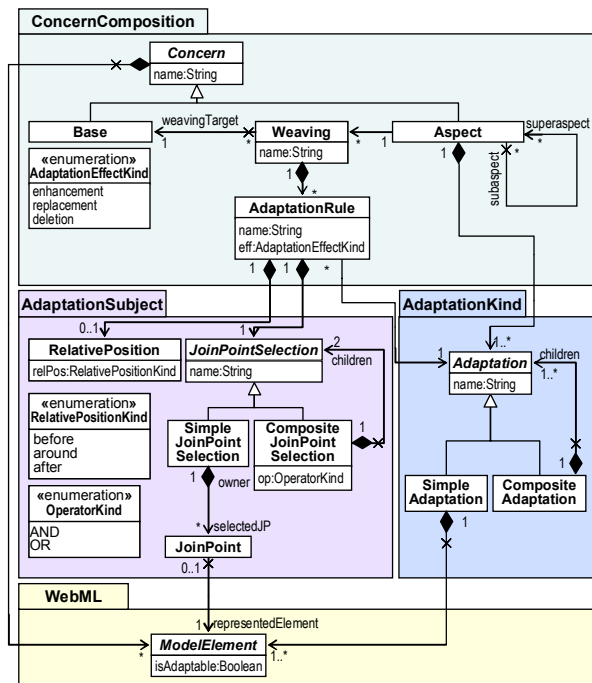 ConcernComposition
Concern
name:String
weavingTarget
superaspect
Base
Weaving
Aspect
1
*
*
1
*
name:String
1
*
subaspect
«enumeration»
AdaptationEffectKind
enhancement
replacement
deletion
1
*
AdaptationRule
name:String
eff:AdaptationEffectKind
1
1
*
AdaptationSubject
AdaptationKind
0..1
1
2
1
1..*
children
RelativePosition
relPos:RelativePositionKind
JoinPointSelection
name:String
children
Adaptation
name:String
1..*
«enumeration»
RelativePositionKind
before
around
after
Simple
JoinPoint
Selection
Composite
JoinPoint
Selection
op:OperatorKind
1
1
owner
Simple
Adaptation
Composite
Adaptation
1
1
«enumeration»
OperatorKind
AND
OR
*
selectedJP
JoinPoint
0..1
WebML
1
representedElement
*
ModelElement
isAdaptable:Boolean
1..*